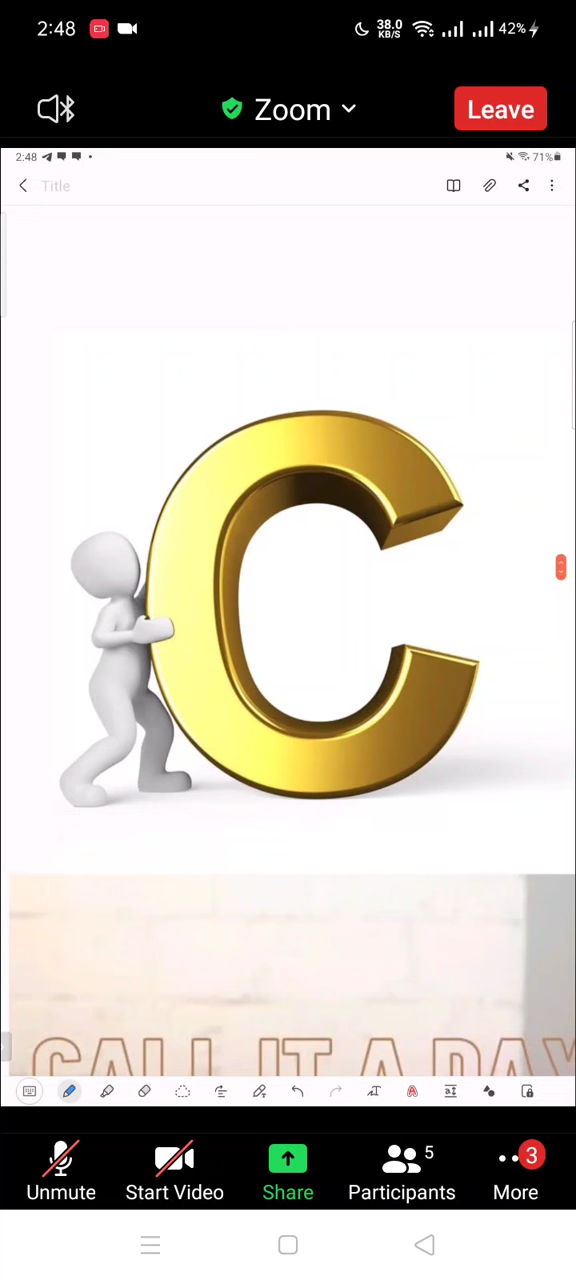 2:48 38.0 KB/S 42%
Zoom Leave
2:48 71%
Title
C
CALL IT A DAY
Unmute Start Video Share Participants 5 More 3